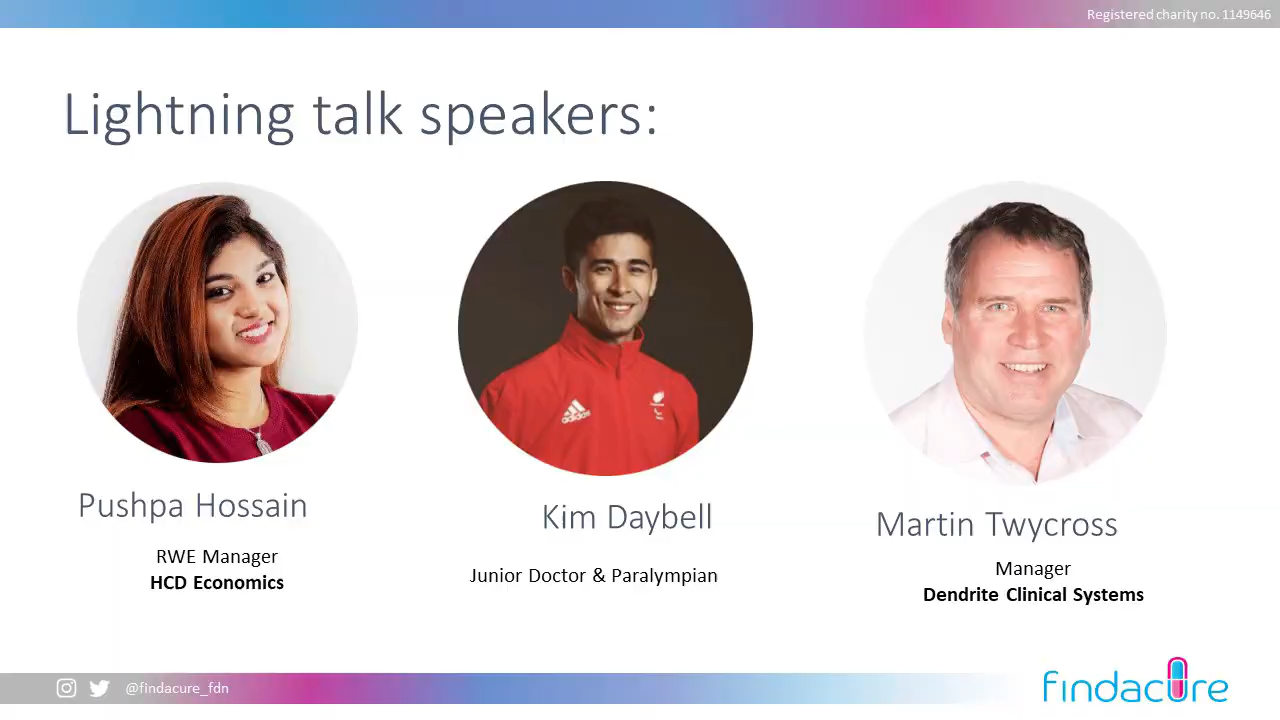 Registered charity no. 1149646
Lightning talk speakers:
adidas
Pushpa Hossain
RWE Manager
HCD Economics
Kim Daybell
Junior Doctor & Paralympian
Martin Twycross
Manager
Dendrite Clinical Systems
@findacure_fdn
findacure